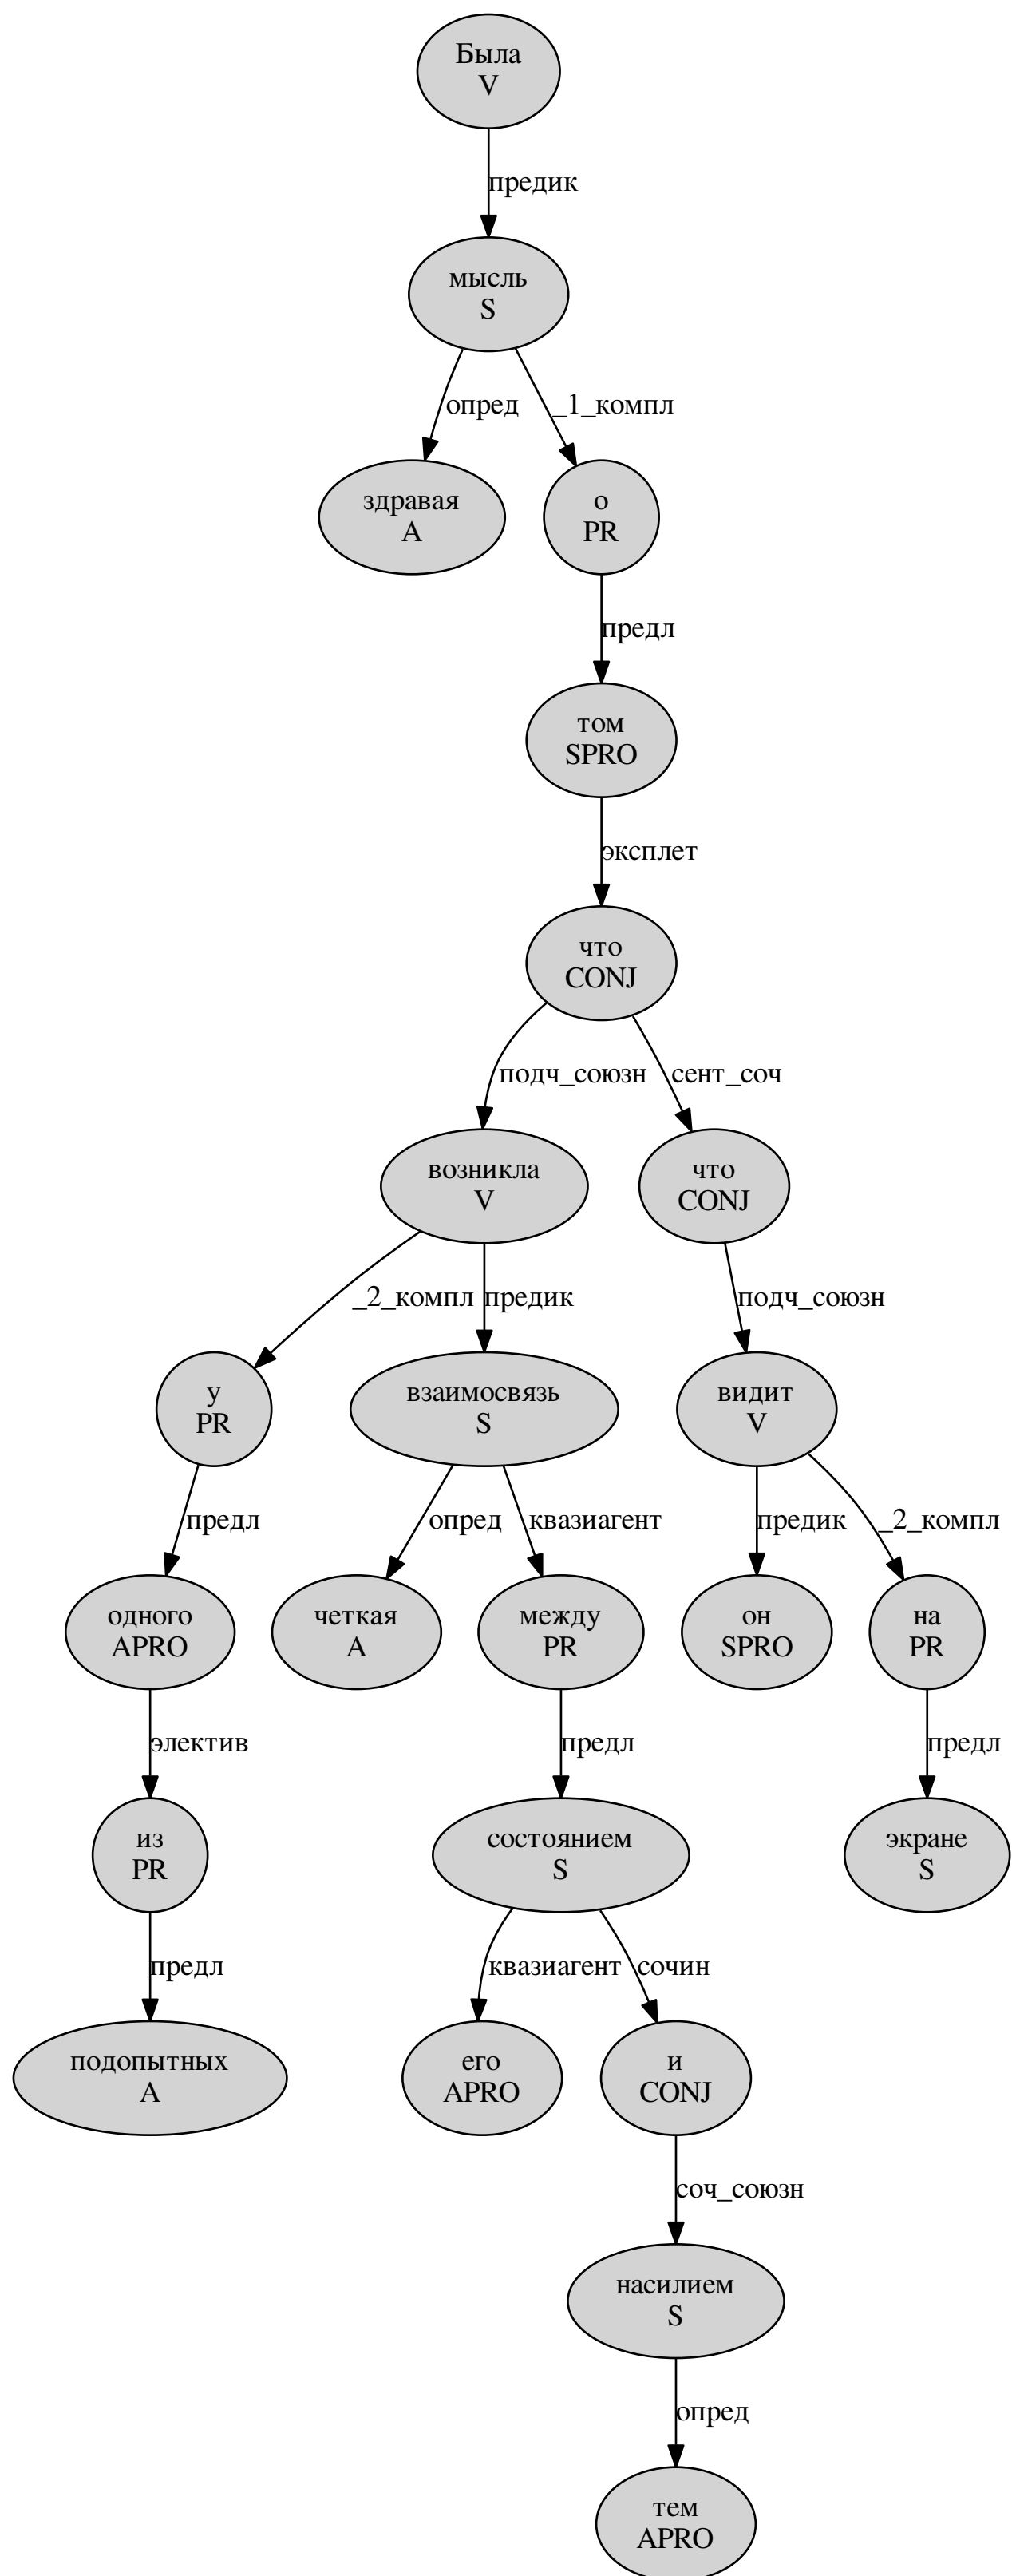 Была
V
предик
мысль
S
опред
_1_компл
здравая
A
о
PR
предл
том
SPRO
эксплет
что
CONJ
подч_союзн
сент_соч
возникла
V
что
CONJ
_2_компл
предик
подч_союзн
у
PR
взаимосвязь
S
видит
V
предл
опред
квазиагент
предик
_2_компл
одного
APRO
четкая
A
между
PR
он
SPRO
на
PR
электив
предл
предл
из
PR
состоянием
S
экране
S
предл
квазиагент
сочин
подопытных
A
его
APRO
и
CONJ
соч_союзн
насилием
S
опред
тем
APRO